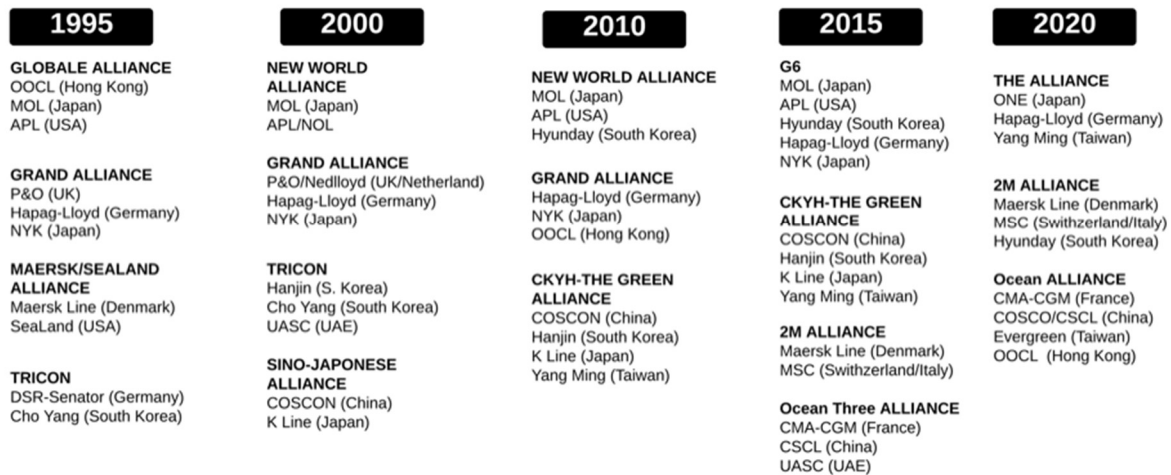 1995
GLOBALE ALLIANCE
OOCL (Hong Kong)
MOL (Japan)
APL (USA)
GRAND ALLIANCE
P&O (UK)
Hapag-Lloyd (Germany)
NYK (Japan)
MAERSK/SEALAND
ALLIANCE
Maersk Line (Denmark)
SeaLand (USA)
TRICON
DSR-Senator (Germany)
Cho Yang (South Korea)
2000
NEW WORLD
ALLIANCE
MOL (Japan)
APL/NOL
GRAND ALLIANCE
P&O/Nedlloyd (UK/Netherland)
Hapag-Lloyd (Germany)
NYK (Japan)
TRICON
Hanjin (S. Korea)
Cho Yang (South Korea)
UASC (UAE)
SINO-JAPONESE
ALLIANCE
COSCON (China)
K Line (Japan)
2010
NEW WORLD ALLIANCE
MOL (Japan)
APL (USA)
Hyunday (South Korea)
GRAND ALLIANCE
Hapag-Lloyd (Germany)
NYK (Japan)
OOCL (Hong Kong)
CKYH-THE GREEN
ALLIANCE
COSCON (China)
Hanjin (South Korea)
K Line (Japan)
Yang Ming (Taiwan)
2015
G6
MOL (Japan)
APL (USA)
Hyunday (South Korea)
Hapag-Lloyd (Germany)
NYK (Japan)
CKYH-THE GREEN
ALLIANCE
COSCON (China)
Hanjin (South Korea)
K Line (Japan)
Yang Ming (Taiwan)
2M ALLIANCE
Maersk Line (Denmark)
MSC (Swithzerland/Italy)
Ocean Three ALLIANCE
CMA-CGM (France)
CSCL (China)
UASC (UAE)
2020
THE ALLIANCE
ONE (Japan)
Hapag-Lloyd (Germany)
Yang Ming (Taiwan)
2M ALLIANCE
Maersk Line (Denmark)
MSC (Swithzerland/Italy)
Hyunday (South Korea)
Ocean ALLIANCE
CMA-CGM (France)
COSCO/CSCL (China)
Evergreen (Taiwan)
OOCL (Hong Kong)